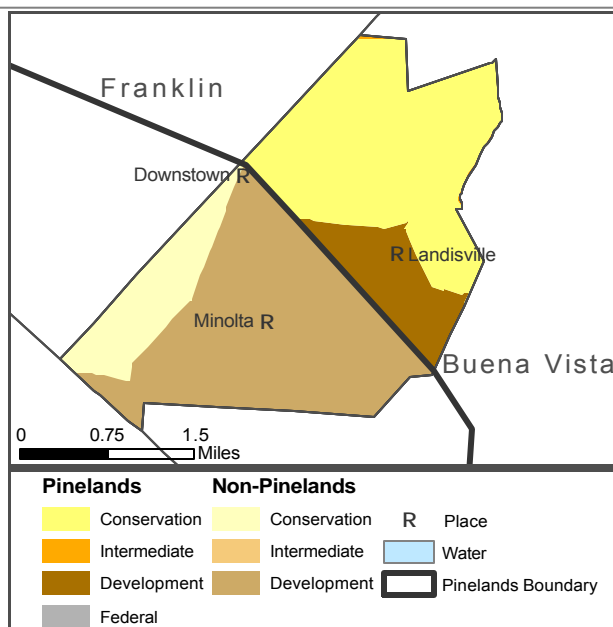 Franklin
Downstown R
R Landisville
Minolta R
Buena Vista
0 0.75 1.5
Miles
Pinelands Non-Pinelands
Conservation Conservation R Place
Intermediate Intermediate Water
Development Development Pinelands Boundary
Federal